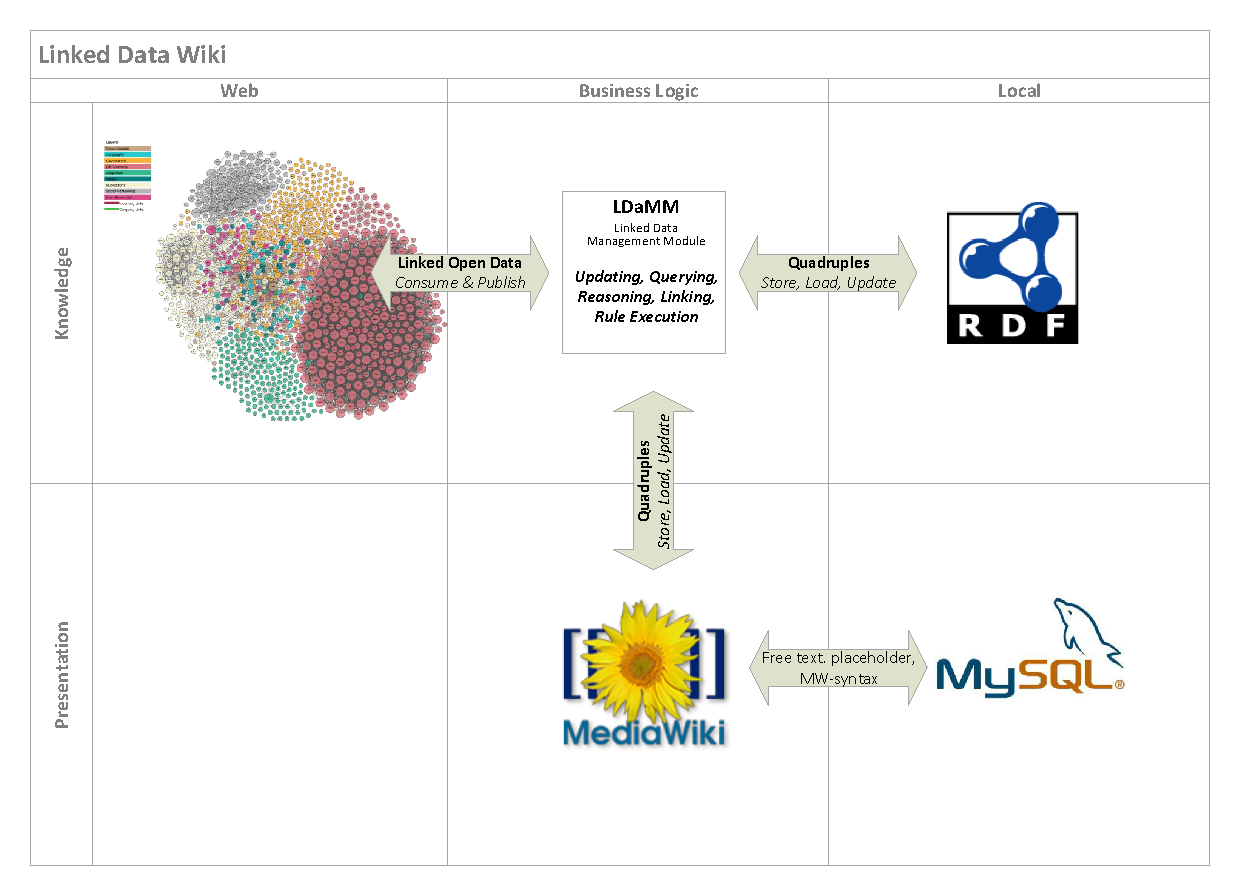 Linked Data Wiki
Web
Business Logic
Local
Knowledge
LDaMM
Linked Data
Management Module
Updating, Querying,
Reasoning, Linking,
Rule Execution
Linked Open Data
Consume & Publish
Quadruples
Store, Load, Update
RDF
Quadruples
Store, Load, Update
Presentation
[[ ]]
MediaWiki
Free text. placeholder,
MW-syntax
MySQL®